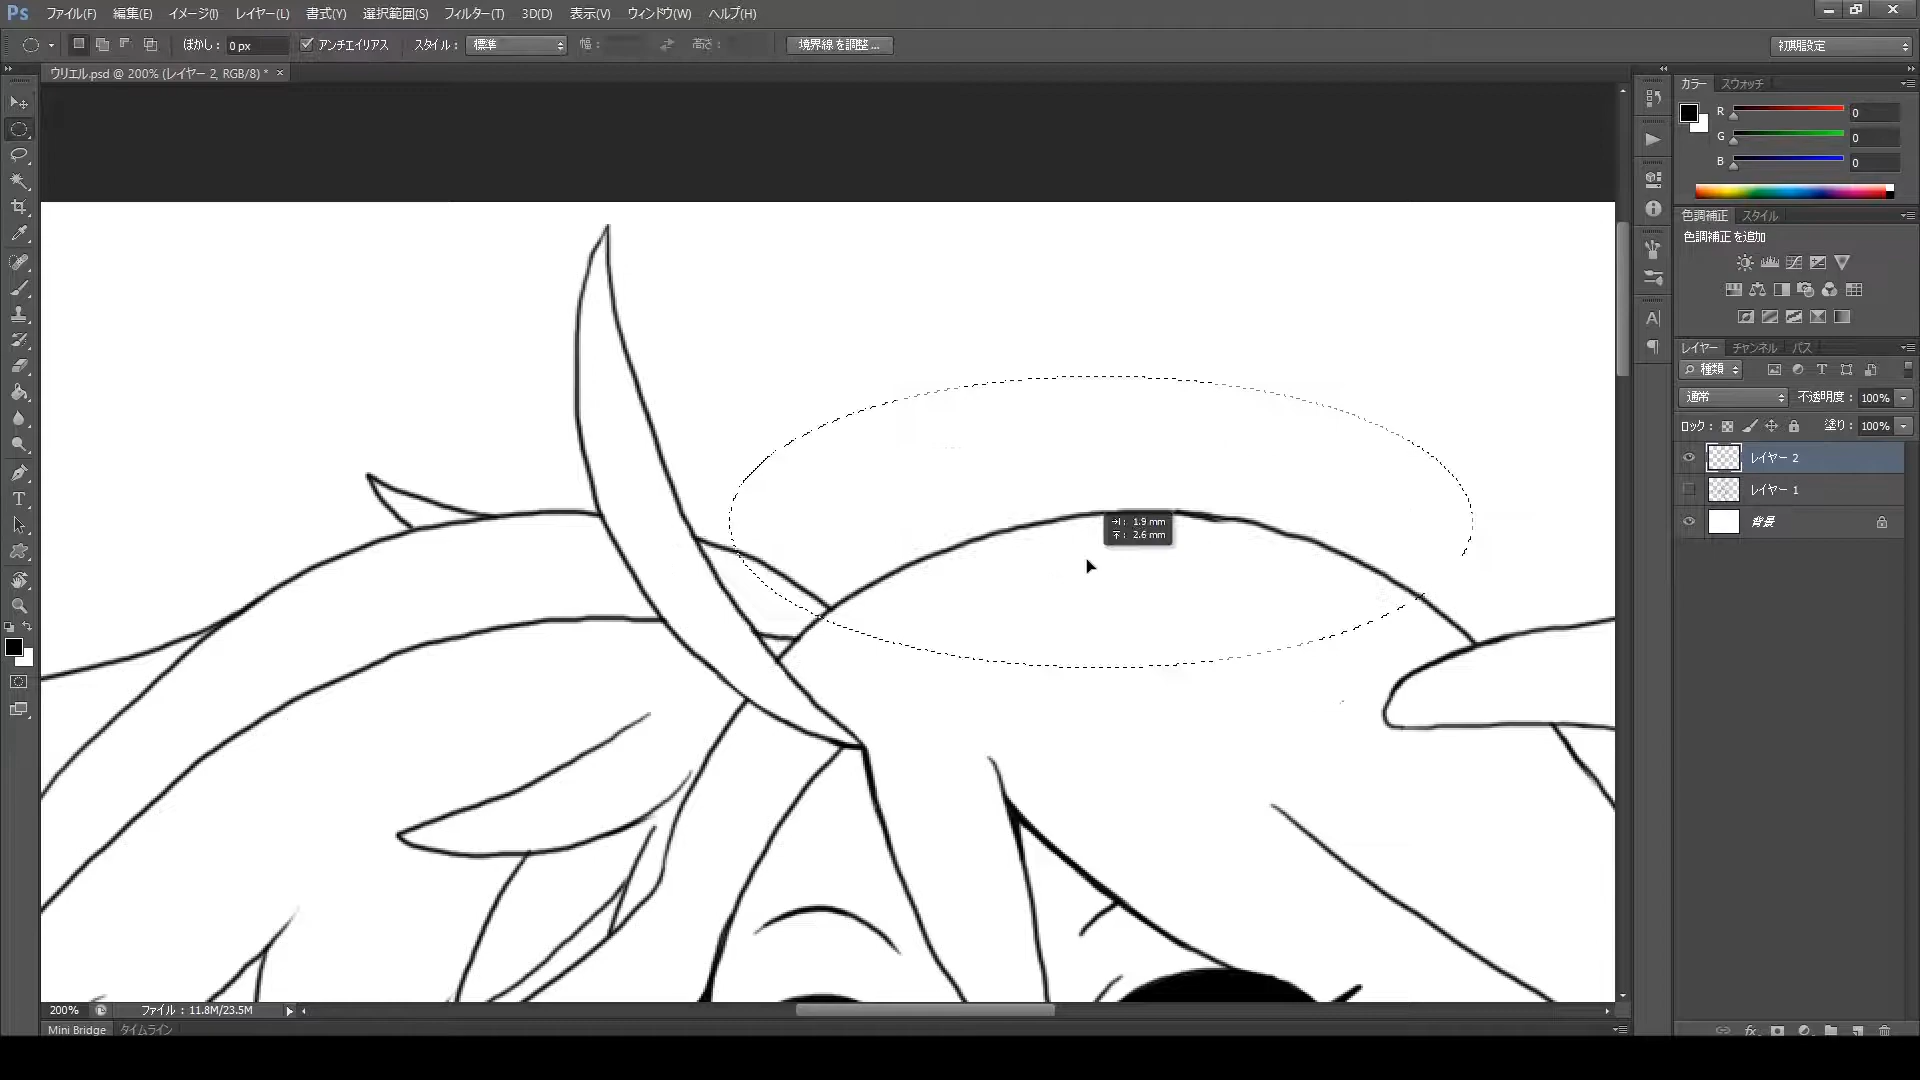 Ps ファイル(F) 編集(E) イメージ(I) レイヤー(L) 書式(Y) 選択範囲(S) フィルター(T) 3D(D) 表示(V) ウィンドウ(W) ヘルプ(H)
ぼかし： 0 px アンチエイリアス スタイル： 標準 幅： 高さ： 境界線を調整... 初期設定
ウリエル.psd @ 200% (レイヤー 2, RGB/8) * ×
カラー スウォッチ
R 0
G 0
B 0
色調補正 スタイル
色調補正を追加
レイヤー チャンネル パス
種類
通常 不透明度： 100%
ロック： 塗り： 100%
レイヤー 2
レイヤー 1
背景
1.9 mm
2.6 mm
200% ファイル：11.8M/23.5M
Mini Bridge タイムライン